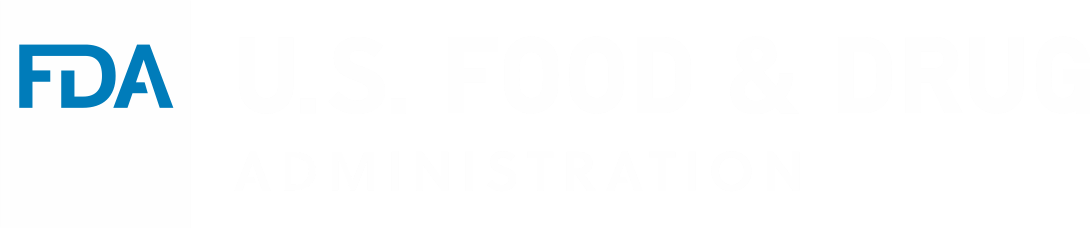 FDA
U.S. FOOD & DRUG
ADMINISTRATION